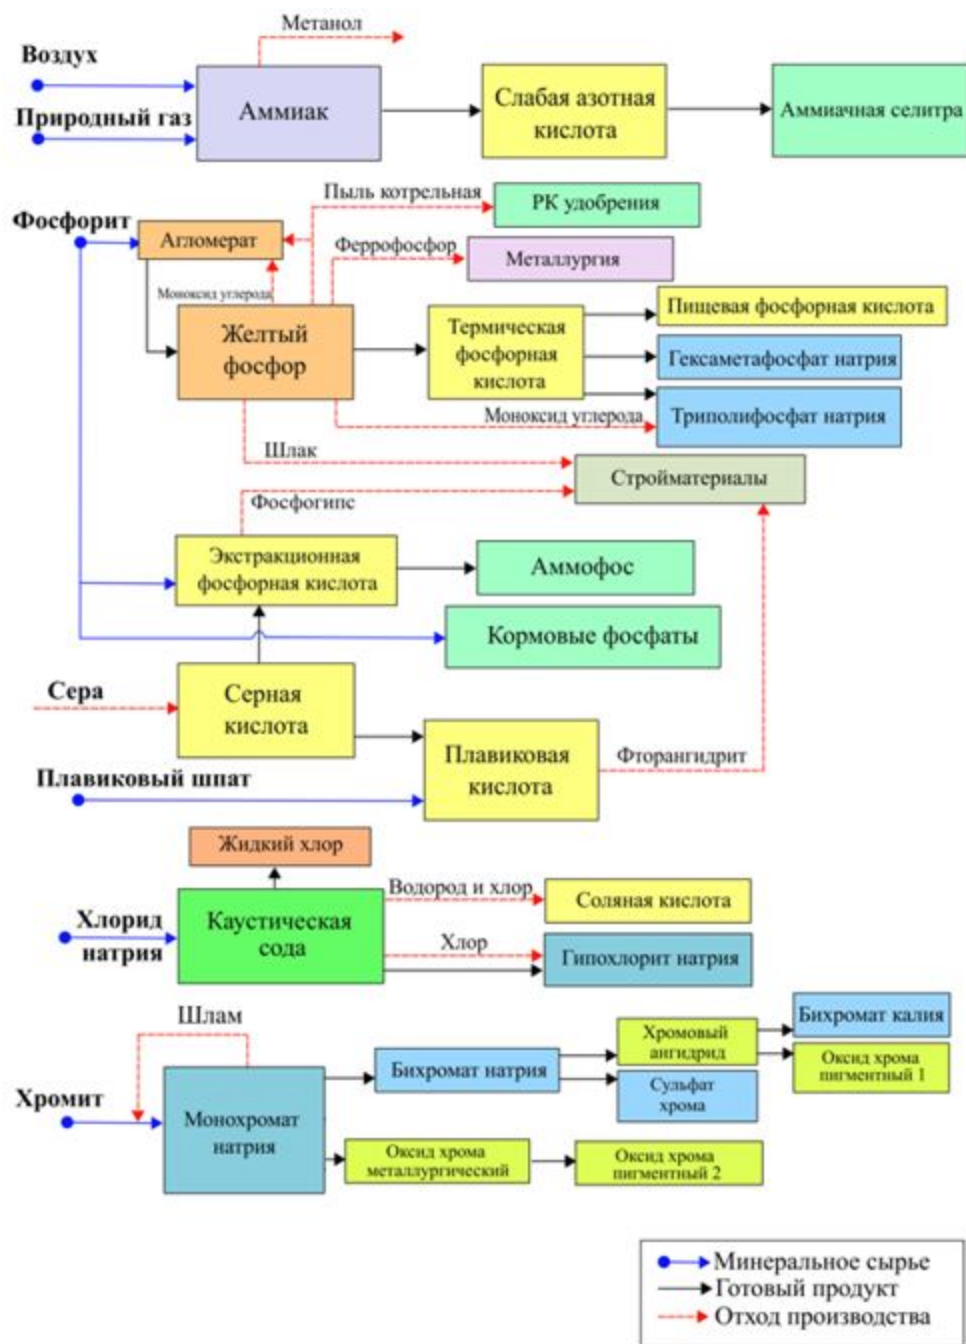 Метанол
Воздух
Природный газ
Аммиак
Слабая азотная
кислота
Аммиачная селитра
Пыль котрельная
РК удобрения
Фосфорит
Агломерат
Феррофосфор
Металлургия
Моноксид углерода
Желтый
фосфор
Термическая
фосфорная
кислота
Пищевая фосфорная кислота
Гексаметафосфат натрия
Моноксид углерода
Триполифосфат натрия
Шлак
Стройматериалы
Фосфогипс
Экстракционная
фосфорная кислота
Аммофос
Кормовые фосфаты
Сера
Серная
кислота
Плавиковый шпат
Плавиковая
кислота
Фторангидрит
Жидкий хлор
Водород и хлор
Соляная кислота
Хлорид
натрия
Каустическая
сода
Хлор
Гипохлорит натрия
Шлам
Хромит
Монохромат
натрия
Бихромат натрия
Хромовый
ангидрид
Бихромат калия
Оксид хрома
пигментный 1
Сульфат
хрома
Оксид хрома
металлургический
Оксид хрома
пигментный 2
Минеральное сырье
Готовый продукт
Отход производства